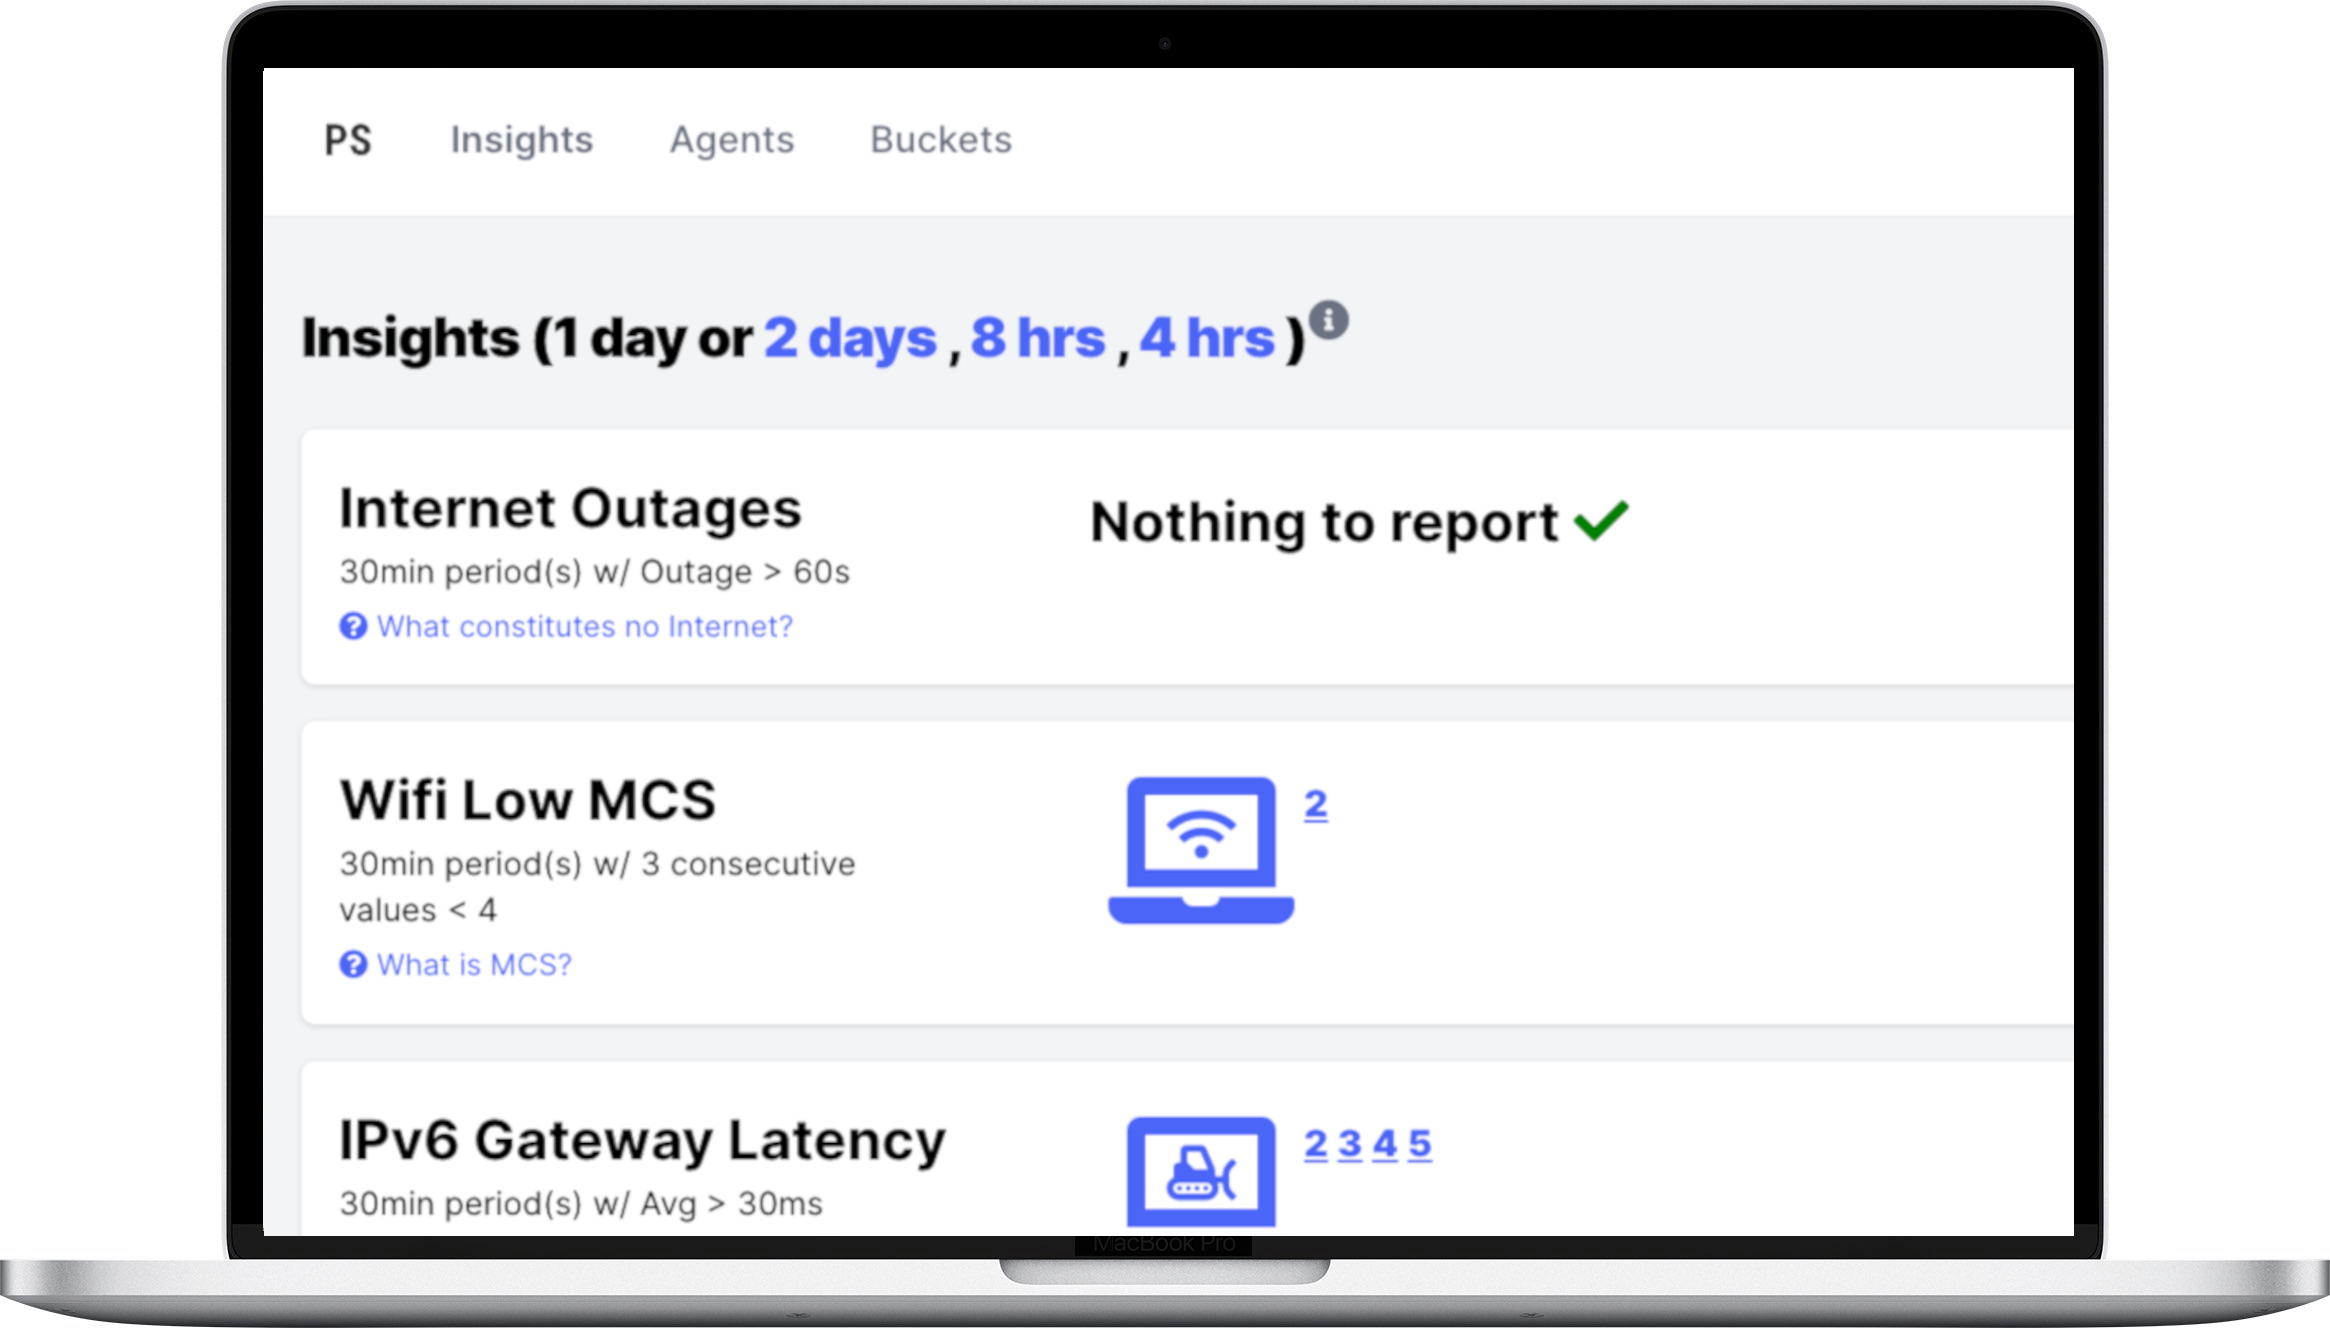 PS Insights Agents Buckets
Insights (1 day or 2 days , 8 hrs , 4 hrs )
Internet Outages
30min period(s) w/ Outage > 60s
What constitutes no Internet?
Nothing to report
Wifi Low MCS
30min period(s) w/ 3 consecutive
values < 4
What is MCS?
2
IPv6 Gateway Latency
30min period(s) w/ Avg > 30ms
2 3 4 5
MacBook Pro